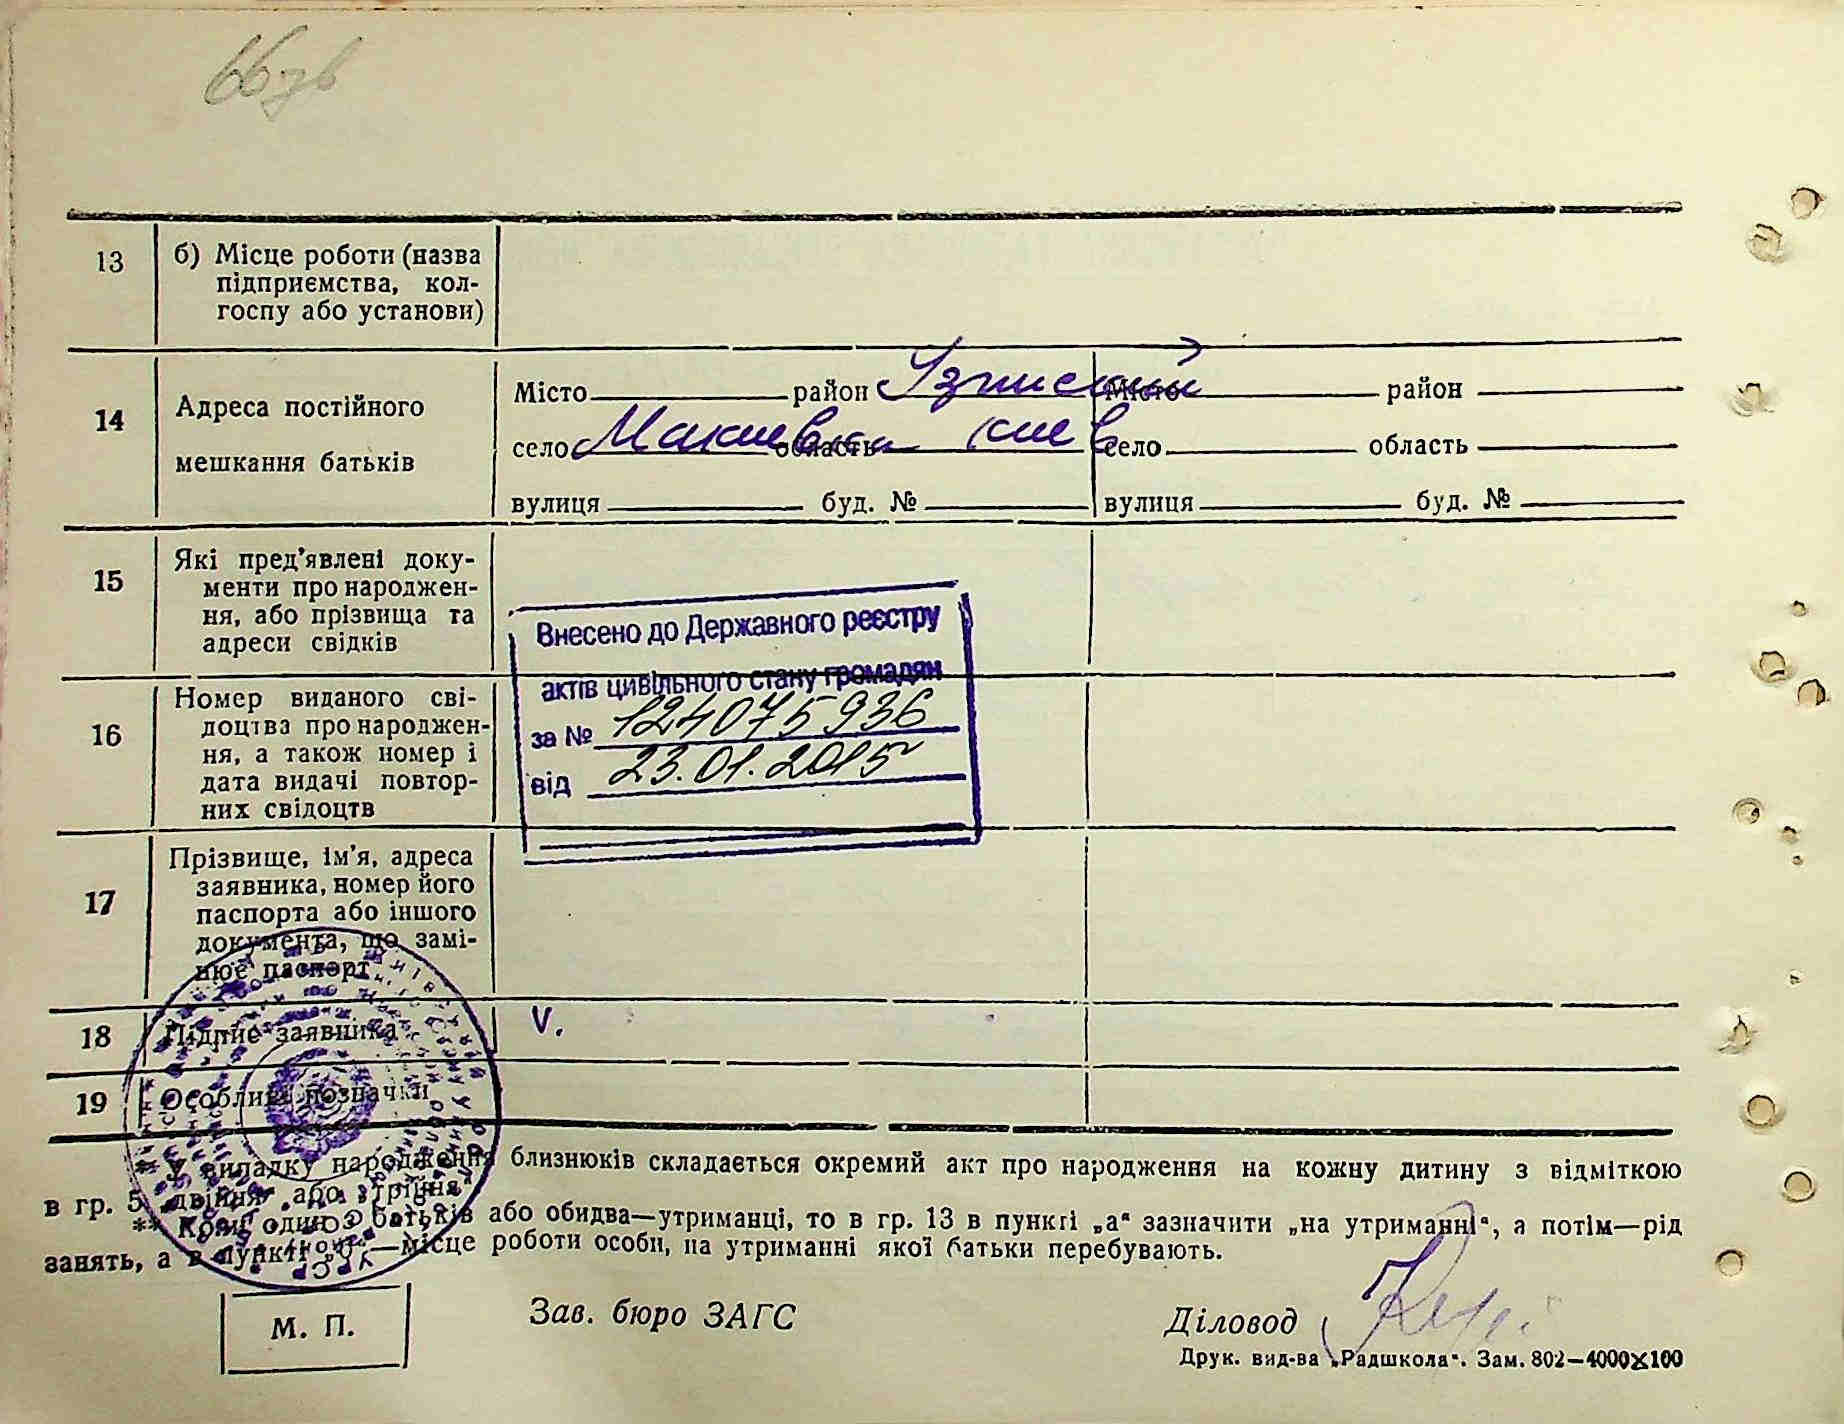 13
б) Місце роботи (назва
підприємства, кол-
госпу або установи)
14
Адреса постійного
мешкання батьків
Місто район Місто район
село Макиевка область село область
вулиця буд. № вулиця буд. №
15
Які пред’явлені доку-
менти про народжен-
ня, або прізвища та
адреси свідків
Внесено до Державного реєстру
актів цивільного стану громадян
за № 124075936
від 23.01.2015
16
Номер виданого сві-
доцтва про народжен-
ня, а також номер і
дата видачі повтор-
них свідоцтв
17
Прізвище, ім’я, адреса
заявника, номер його
паспорта або іншого
документа, що замі-
нює паспорт
18
Підпис заявника
V.
19
Особливі позначки
* У випадку народження близнюків складається окремий акт про народження на кожну дитину з відміткою
в гр. 5 „двійня“ або „трійня“.
** Коли один з батьків або обидва—утриманці, то в гр. 13 в пункті „а“ зазначити „на утриманні“, а потім—рід
занять, а в пункті „б“—місце роботи особи, на утриманні якої батьки перебувають.
М. П.
Зав. бюро ЗАГС
Діловод
Друк. вид-ва „Радшкола“. Зам. 802—4000×100